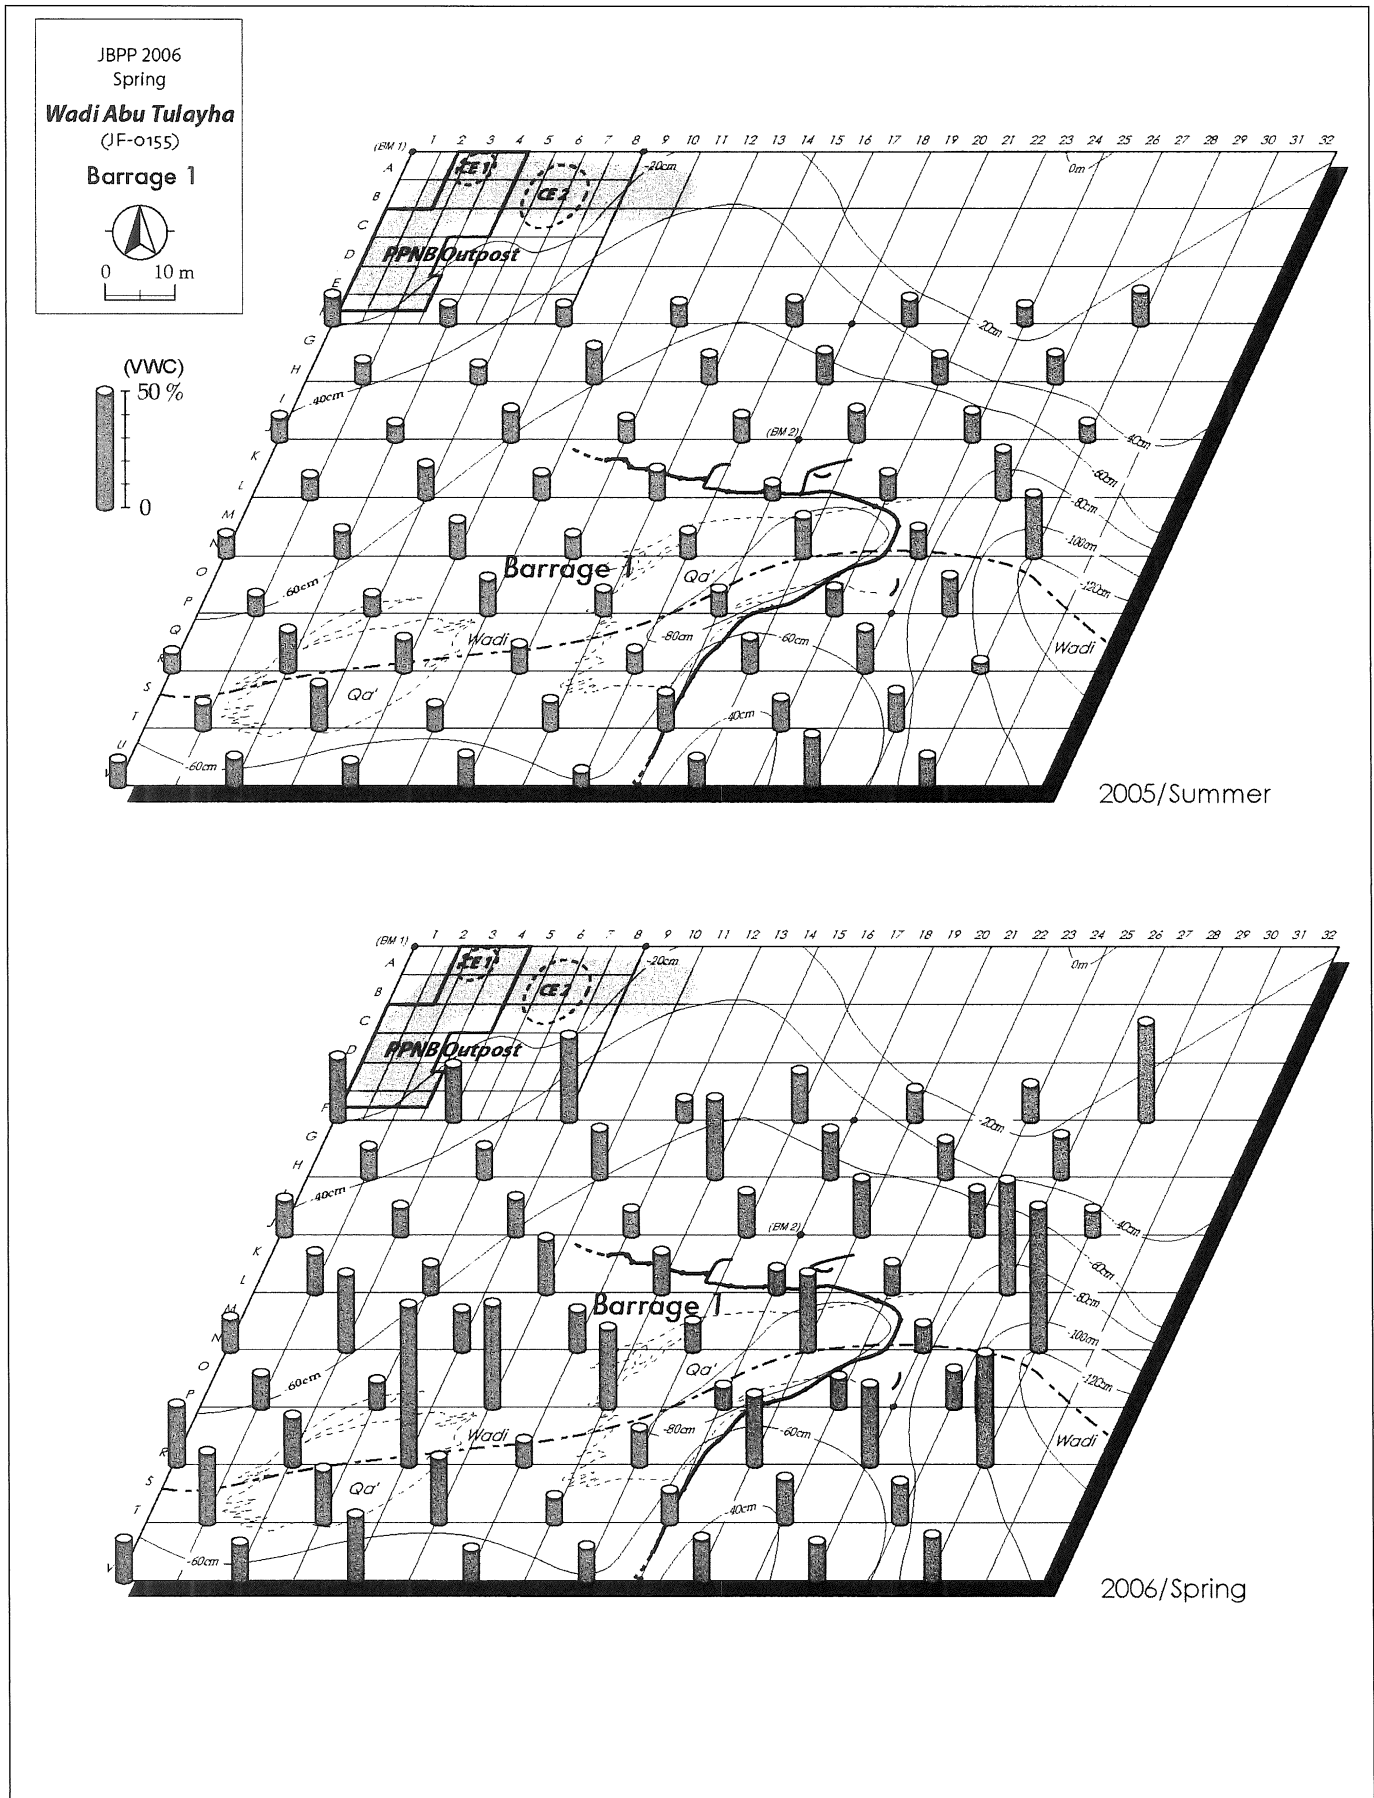 JBPP 2006
Spring
Wadi Abu Tulayha
(JF-0155)
Barrage 1
0 10 m
(VWC)
50 %
0
(BM 1) 1 2 3 4 5 6 7 8 9 10 11 12 13 14 15 16 17 18 19 20 21 22 23 24 25 26 27 28 29 30 31 32
A
B
C
D
E
G
H
I
J
K
L
M
N
O
P
Q
R
S
T
U
V
CE 1
CE 2
-20cm
0m
PPNB Outpost
-20cm
-40cm
(BM 2)
-40cm
-60cm
-80cm
-100cm
Barrage 1
Qa'
-60cm
-120cm
Wadi
-80cm
-60cm
Wadi
Qa'
-40cm
-60cm
2005/Summer
(BM 1) 1 2 3 4 5 6 7 8 9 10 11 12 13 14 15 16 17 18 19 20 21 22 23 24 25 26 27 28 29 30 31 32
A
B
C
D
F
G
H
J
K
L
M
N
O
P
R
S
T
V
CE 1
CE 2
-20cm
0m
PPNB Outpost
-20cm
-40cm
(BM 2)
-40cm
-60cm
-80cm
Barrage 1
-100cm
Qa'
-60cm
-120cm
Wadi
-80cm
-60cm
Wadi
Qa'
-40cm
-60cm
2006/Spring